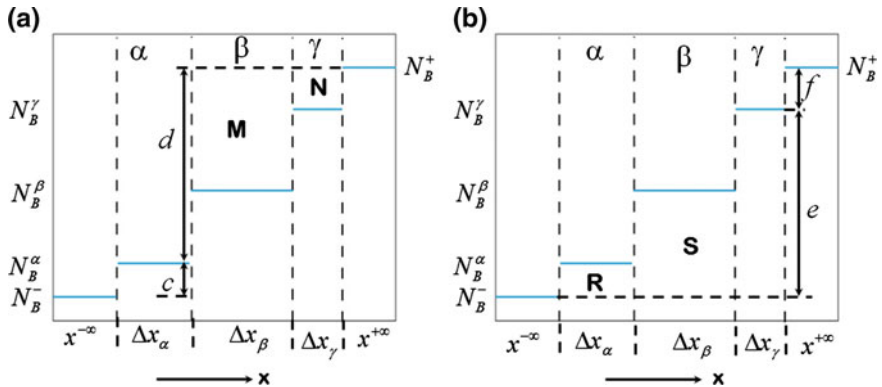 (a)
α β γ
N_B^+
N
N_B^γ
d
M
N_B^β
N_B^α
c
N_B^-
x^{-∞} Δx_α Δx_β Δx_γ x^{+∞}
x
(b)
α β γ
N_B^+
f
N_B^γ
N_B^β
e
S
N_B^α
R
N_B^-
x^{-∞} Δx_α Δx_β Δx_γ x^{+∞}
x